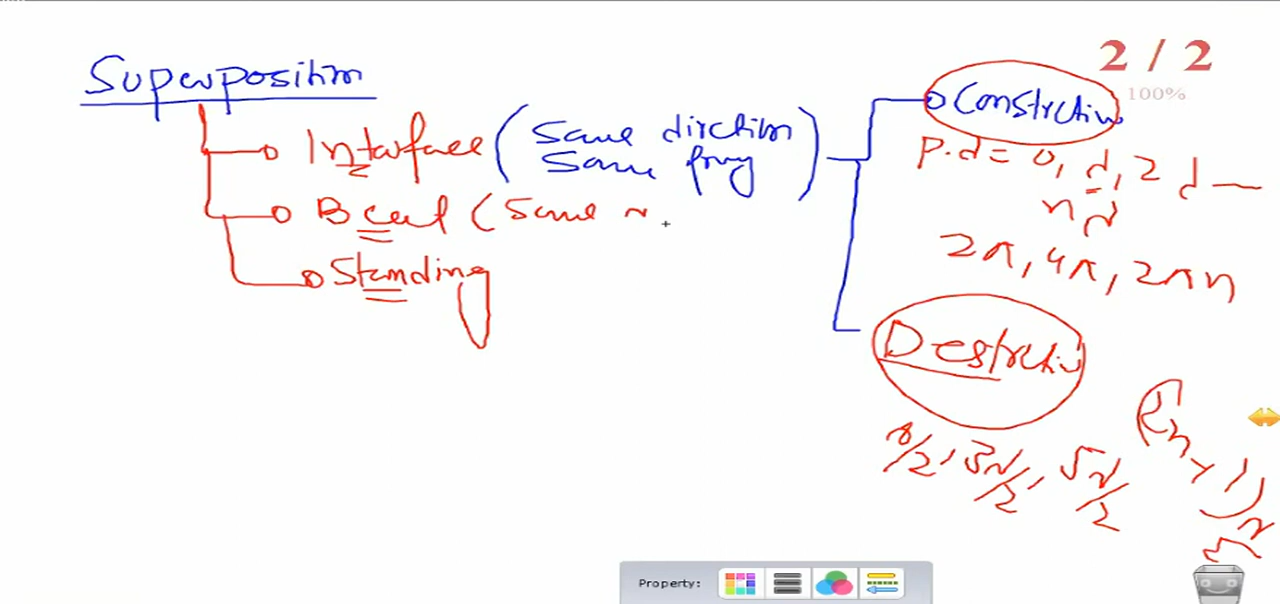 Superposition
2 / 2
100%
Interface (Same direction
Same freq)
Constructive
p.d = 0, λ, 2λ —
nλ
2π, 4π, 2πn
Beat (Same
Standing
Destructive
λ/2, 3λ/2, 5λ/2
(2n+1)λ/2
Property: